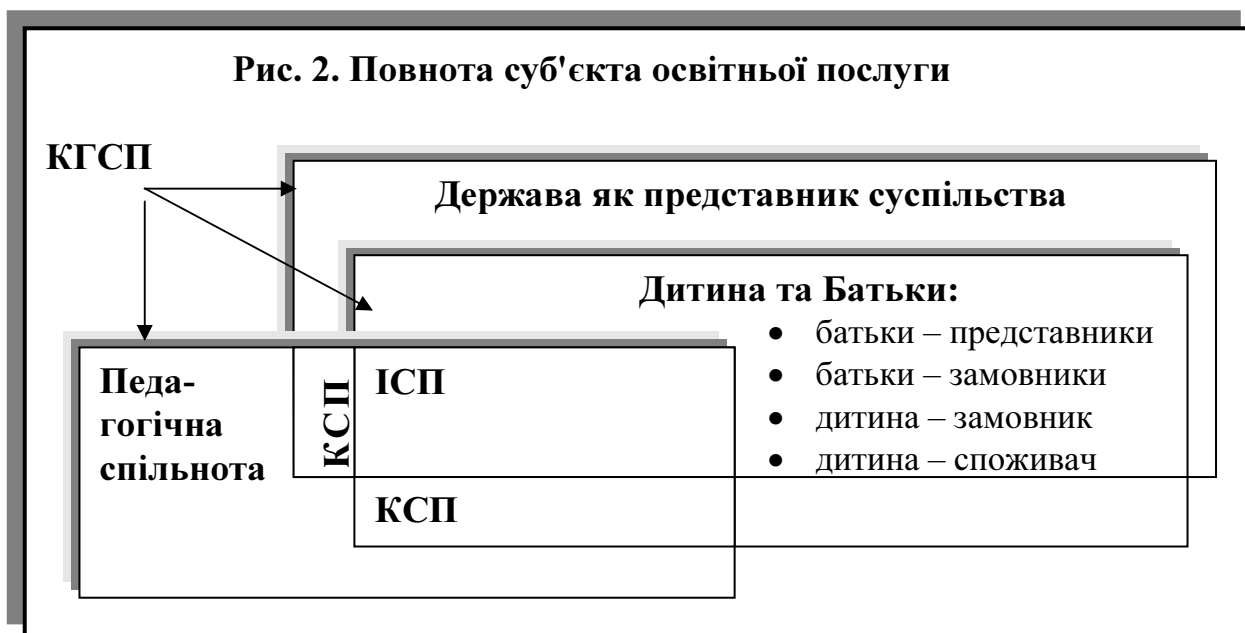 Рис. 2. Повнота суб'єкта освітньої послуги
КГСП
Держава як представник суспільства
Дитина та Батьки:
• батьки – представники
• батьки – замовники
• дитина – замовник
• дитина – споживач
Педа-
гогічна
спільнота
КСП
ІСП
КСП